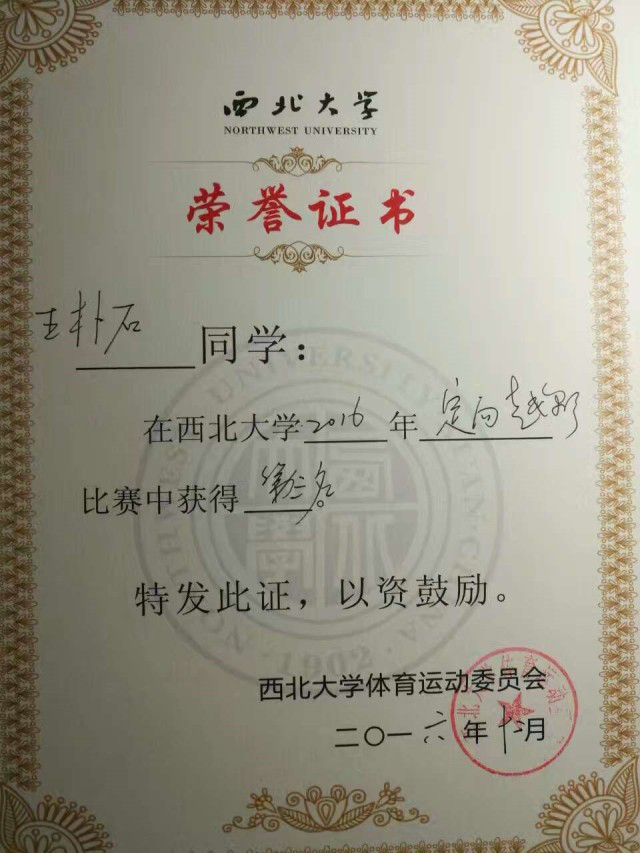 西北大学
NORTHWEST UNIVERSITY
荣誉证书
王朴石 同学：
在西北大学 2016 年 定向越野
比赛中获得 第三名
特发此证，以资鼓励。
西北大学体育运动委员会
二〇一六年十二月
1902